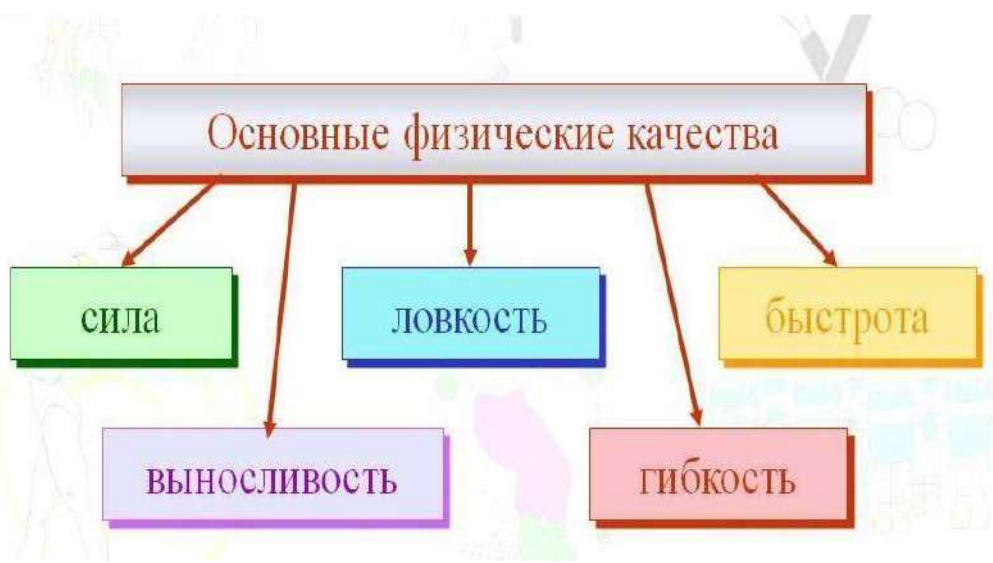 Основные физические качества
сила
ловкость
быстрота
выносливость
гибкость